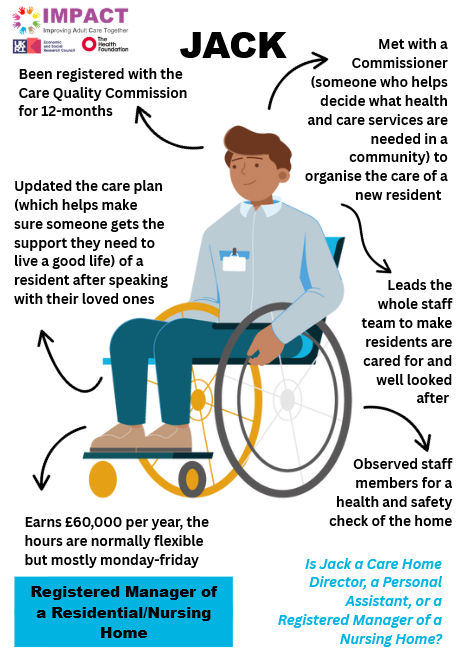 IMPACT
Improving Adult Care Together
Economic
and Social
Research Council
The
Health
Foundation
JACK
Been registered with the
Care Quality Commission
for 12-months
Met with a
Commissioner
(someone who helps
decide what health
and care services are
needed in a
community) to
organise the care of a
new resident
Updated the care plan
(which helps make
sure someone gets the
support they need to
live a good life) of a
resident after speaking
with their loved ones
Leads the
whole staff
team to make
residents are
cared for and
well looked
after
Observed staff
members for a
health and safety
check of the home
Earns £60,000 per year, the
hours are normally flexible
but mostly monday-friday
Registered Manager of
a Residential/Nursing
Home
Is Jack a Care Home
Director, a Personal
Assistant, or a
Registered Manager of a
Nursing Home?